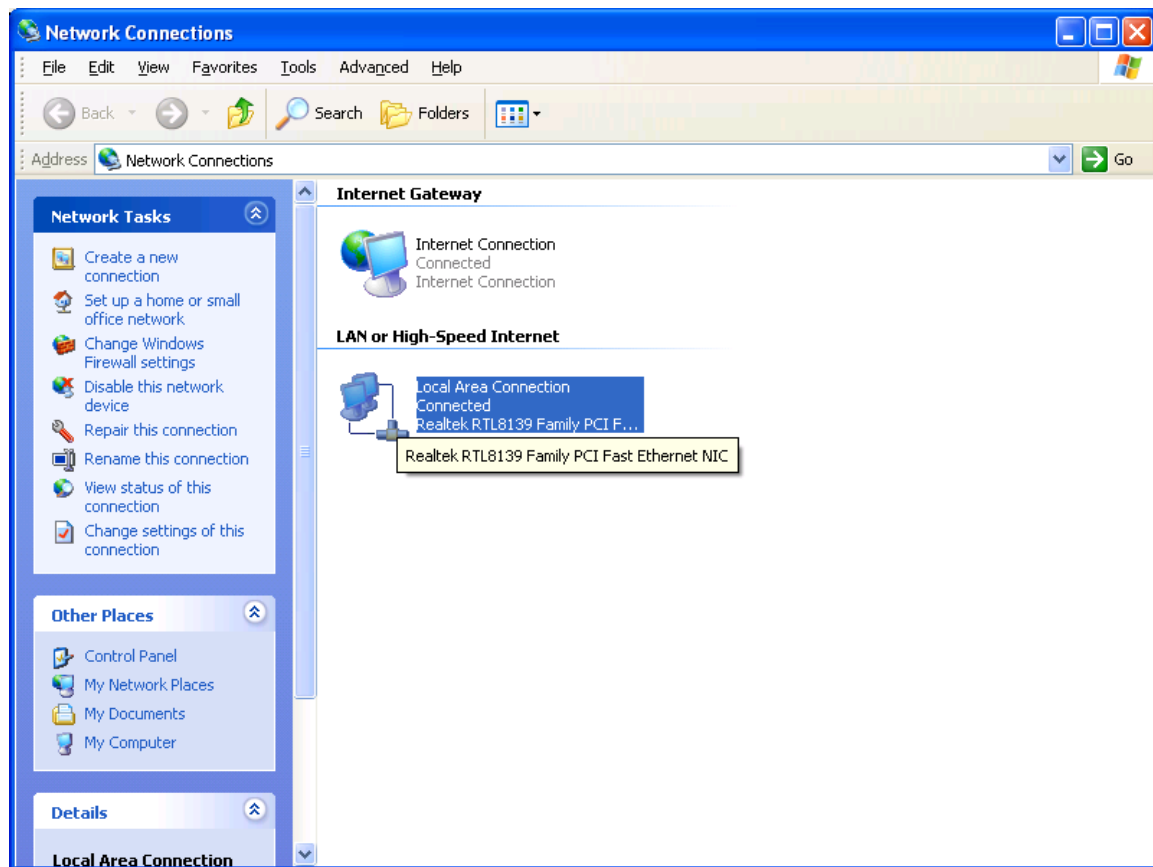 Network Connections
File Edit View Favorites Tools Advanced Help
Back Search Folders
Address Network Connections Go
Network Tasks
Create a new
connection
Set up a home or small
office network
Change Windows
Firewall settings
Disable this network
device
Repair this connection
Rename this connection
View status of this
connection
Change settings of this
connection
Other Places
Control Panel
My Network Places
My Documents
My Computer
Details
Local Area Connection
Internet Gateway
Internet Connection
Connected
Internet Connection
LAN or High-Speed Internet
Local Area Connection
Connected
Realtek RTL8139 Family PCI F...
Realtek RTL8139 Family PCI Fast Ethernet NIC